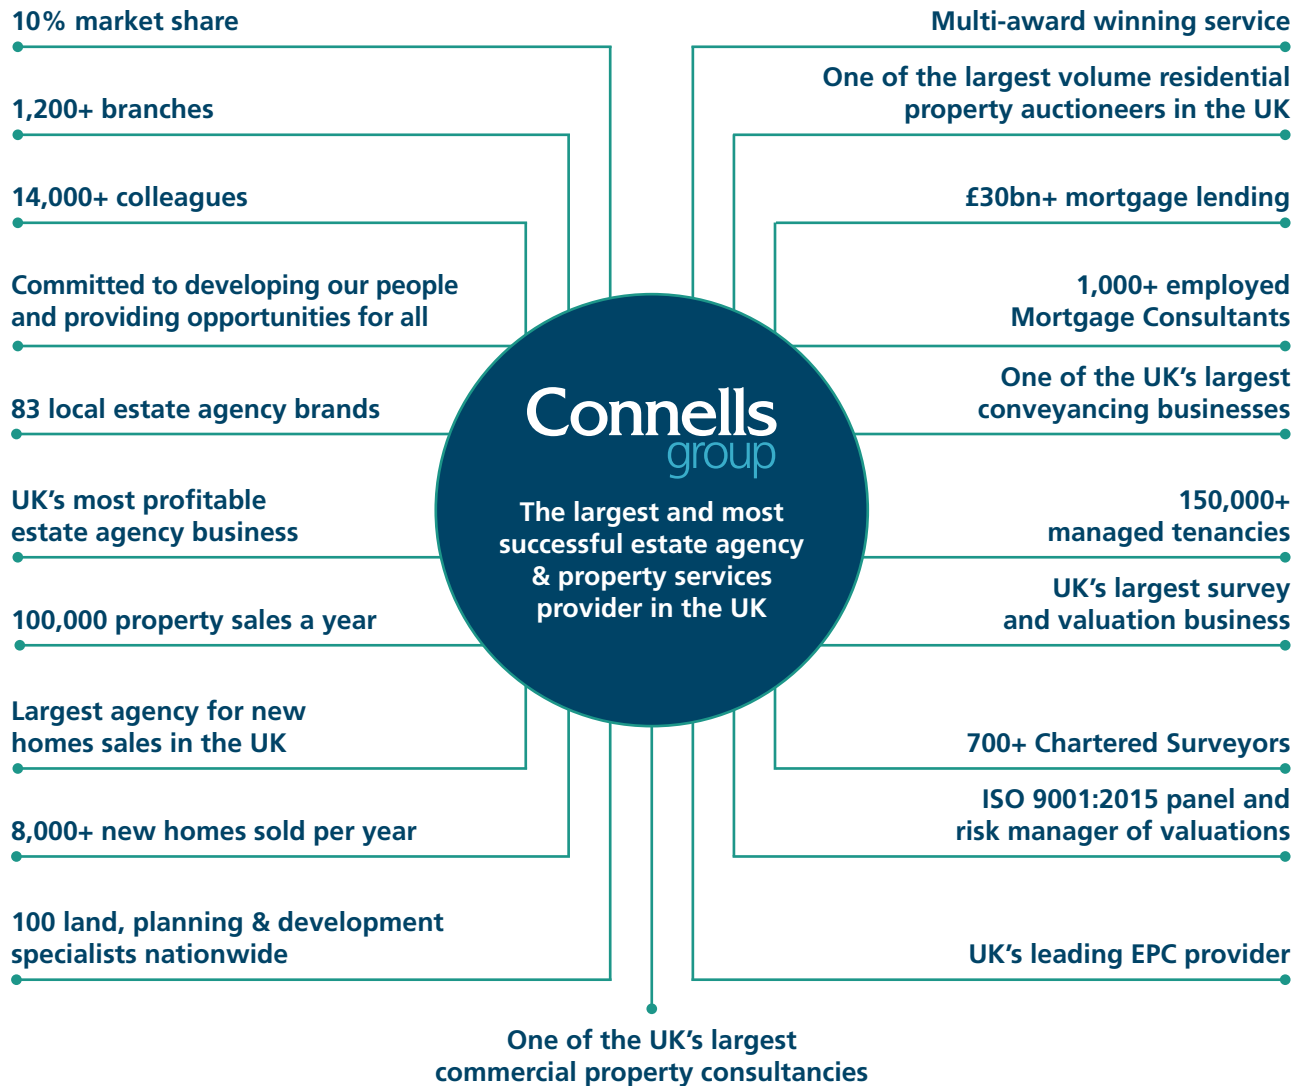 10% market share
1,200+ branches
14,000+ colleagues
Committed to developing our people
and providing opportunities for all
83 local estate agency brands
UK’s most profitable
estate agency business
100,000 property sales a year
Largest agency for new
homes sales in the UK
8,000+ new homes sold per year
100 land, planning & development
specialists nationwide
Connells
group
The largest and most
successful estate agency
& property services
provider in the UK
Multi-award winning service
One of the largest volume residential
property auctioneers in the UK
£30bn+ mortgage lending
1,000+ employed
Mortgage Consultants
One of the UK’s largest
conveyancing businesses
150,000+
managed tenancies
UK’s largest survey
and valuation business
700+ Chartered Surveyors
ISO 9001:2015 panel and
risk manager of valuations
UK’s leading EPC provider
One of the UK’s largest
commercial property consultancies